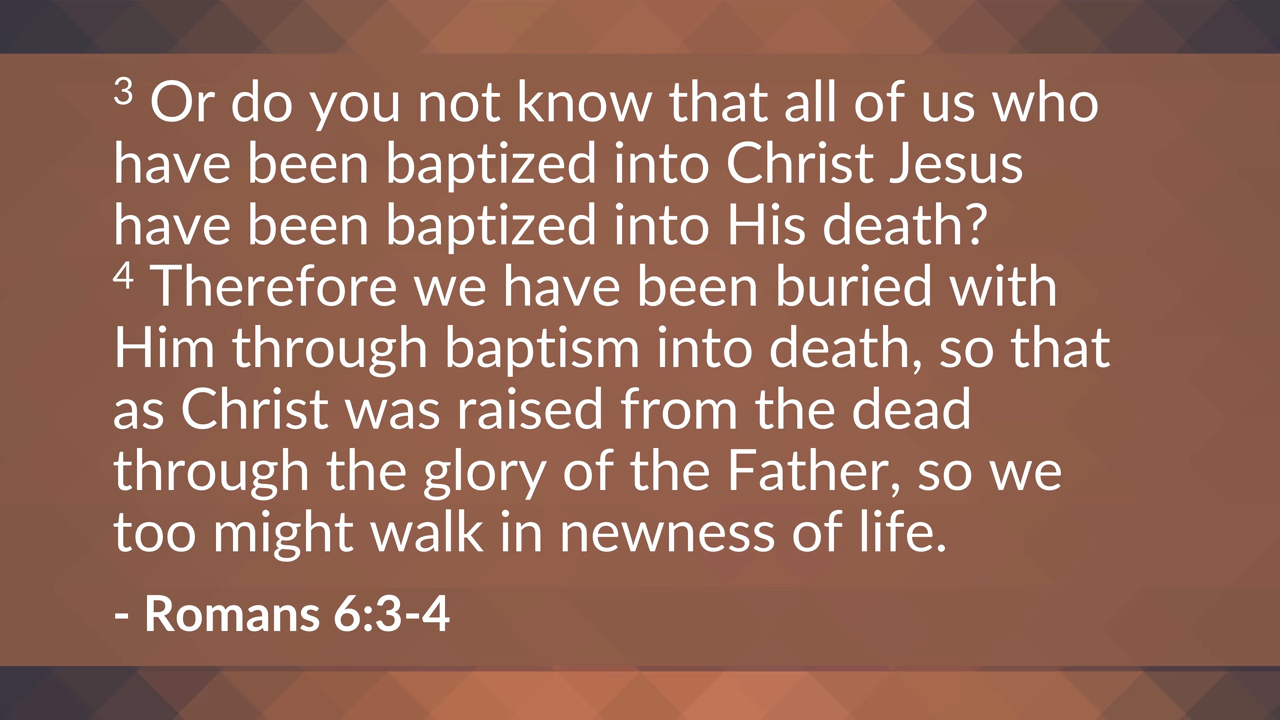 3 Or do you not know that all of us who
have been baptized into Christ Jesus
have been baptized into His death?
4 Therefore we have been buried with
Him through baptism into death, so that
as Christ was raised from the dead
through the glory of the Father, so we
too might walk in newness of life.
- Romans 6:3-4